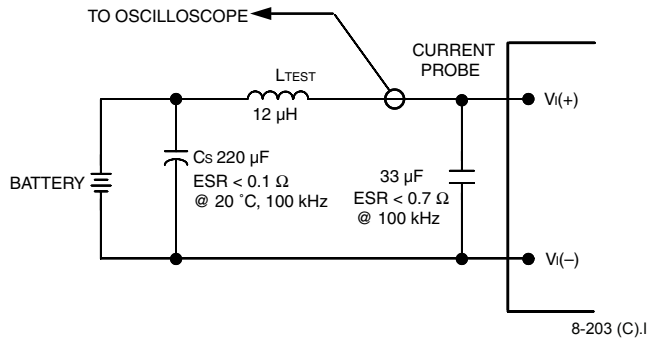 TO OSCILLOSCOPE
CURRENT
PROBE
LTEST
12 µH
VI(+)
CS 220 µF
ESR < 0.1 Ω
@ 20 ˚C, 100 kHz
BATTERY
33 µF
ESR < 0.7 Ω
@ 100 kHz
VI(–)
8-203 (C).l